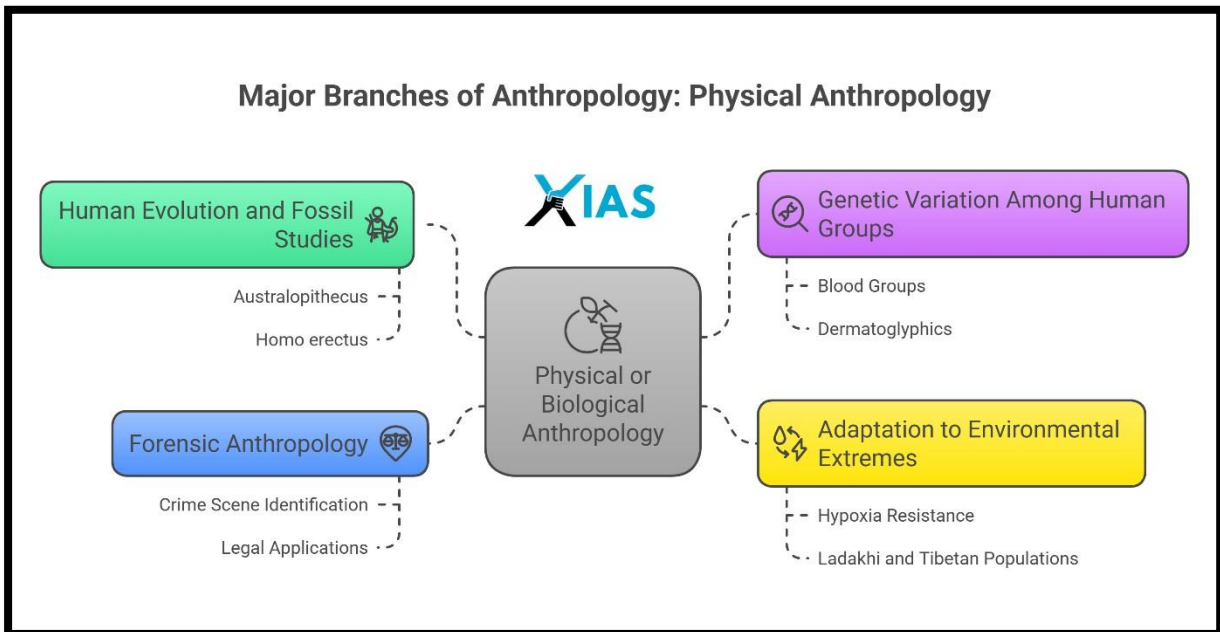 Major Branches of Anthropology: Physical Anthropology
XIAS
Human Evolution and Fossil
Studies
Australopithecus
Homo erectus
Forensic Anthropology
Crime Scene Identification
Legal Applications
Physical or
Biological
Anthropology
Genetic Variation Among Human
Groups
Blood Groups
Dermatoglyphics
Adaptation to Environmental
Extremes
Hypoxia Resistance
Ladakhi and Tibetan Populations